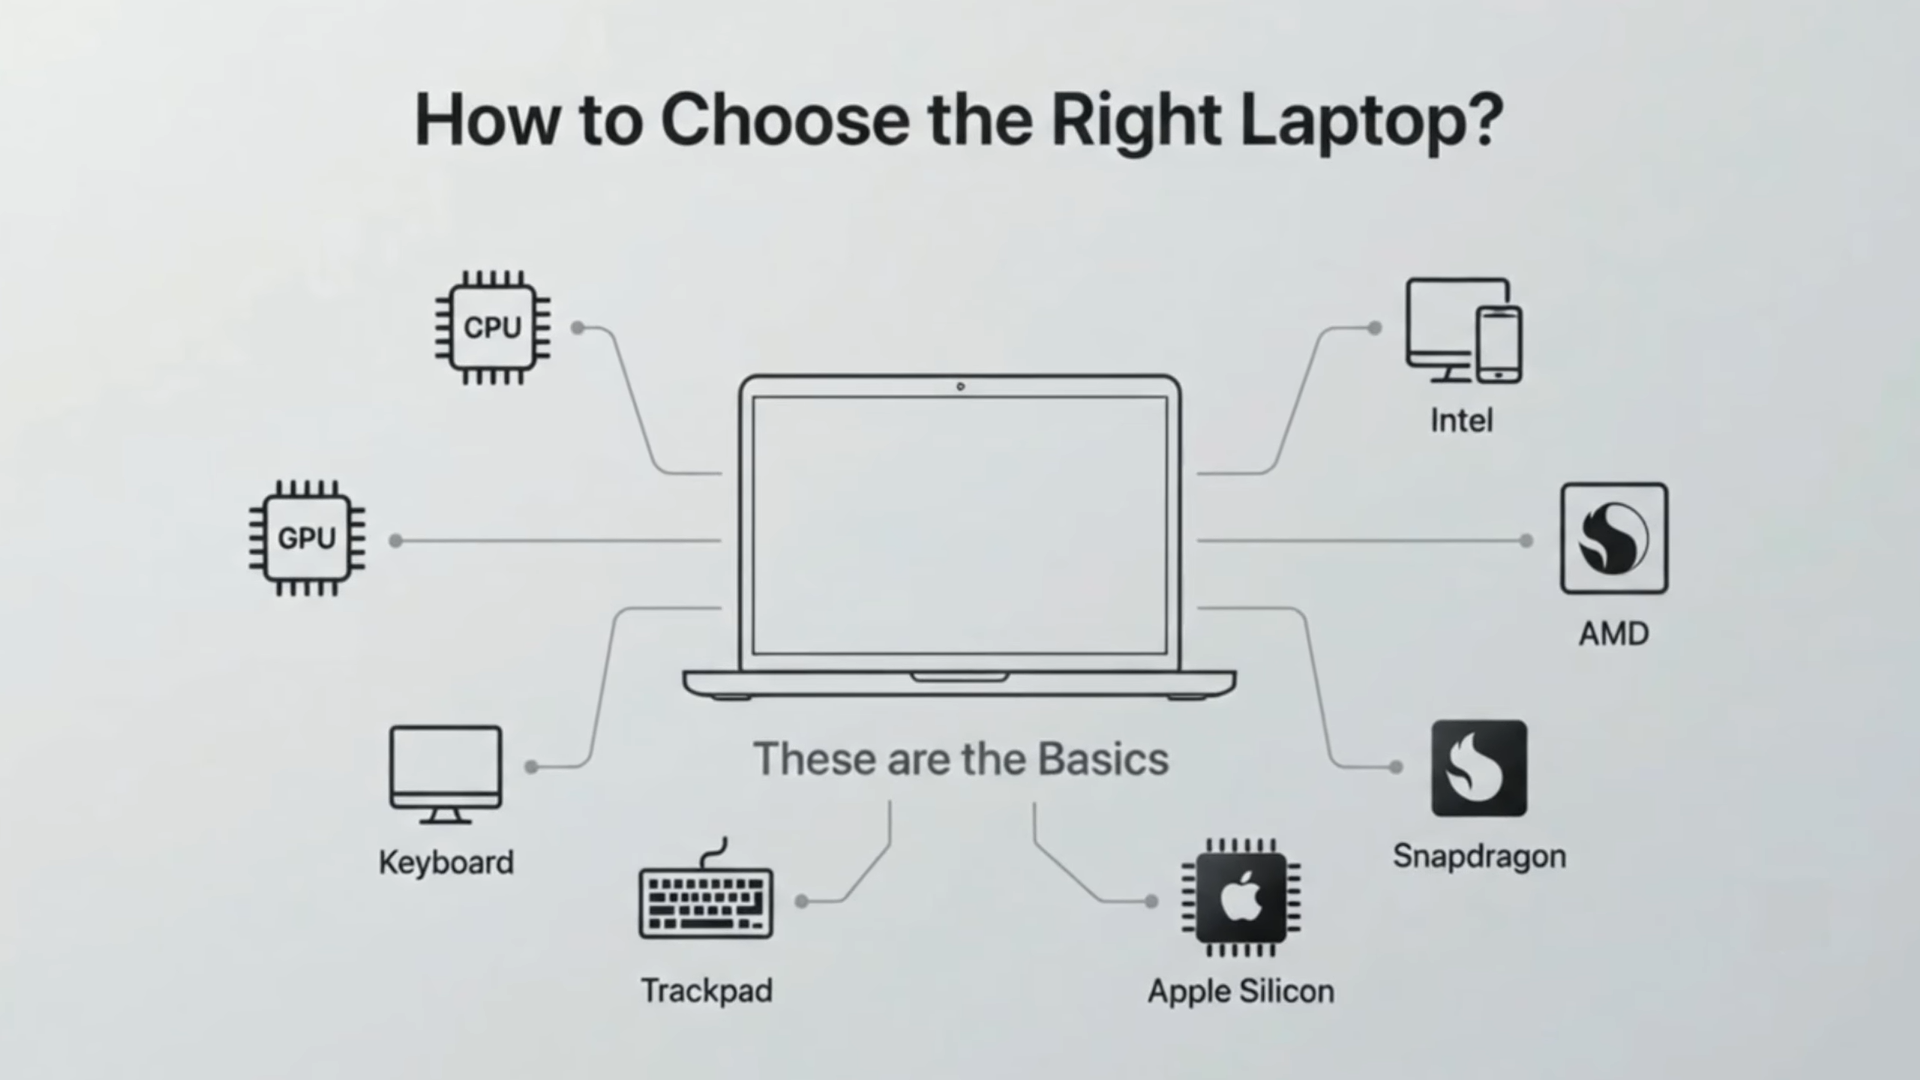 How to Choose the Right Laptop?
CPU
Intel
GPU
AMD
These are the Basics
Keyboard
Snapdragon
Trackpad
Apple Silicon